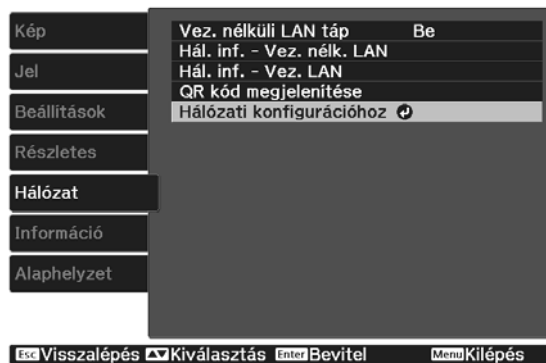 Kép
Jel
Beállítások
Részletes
Hálózat
Információ
Alaphelyzet
Vez. nélküli LAN táp Be
Hál. inf. - Vez. nélk. LAN
Hál. inf. - Vez. LAN
QR kód megjelenítése
Hálózati konfigurációhoz
Esc Visszalépés Kiválasztás Enter Bevitel Menu Kilépés